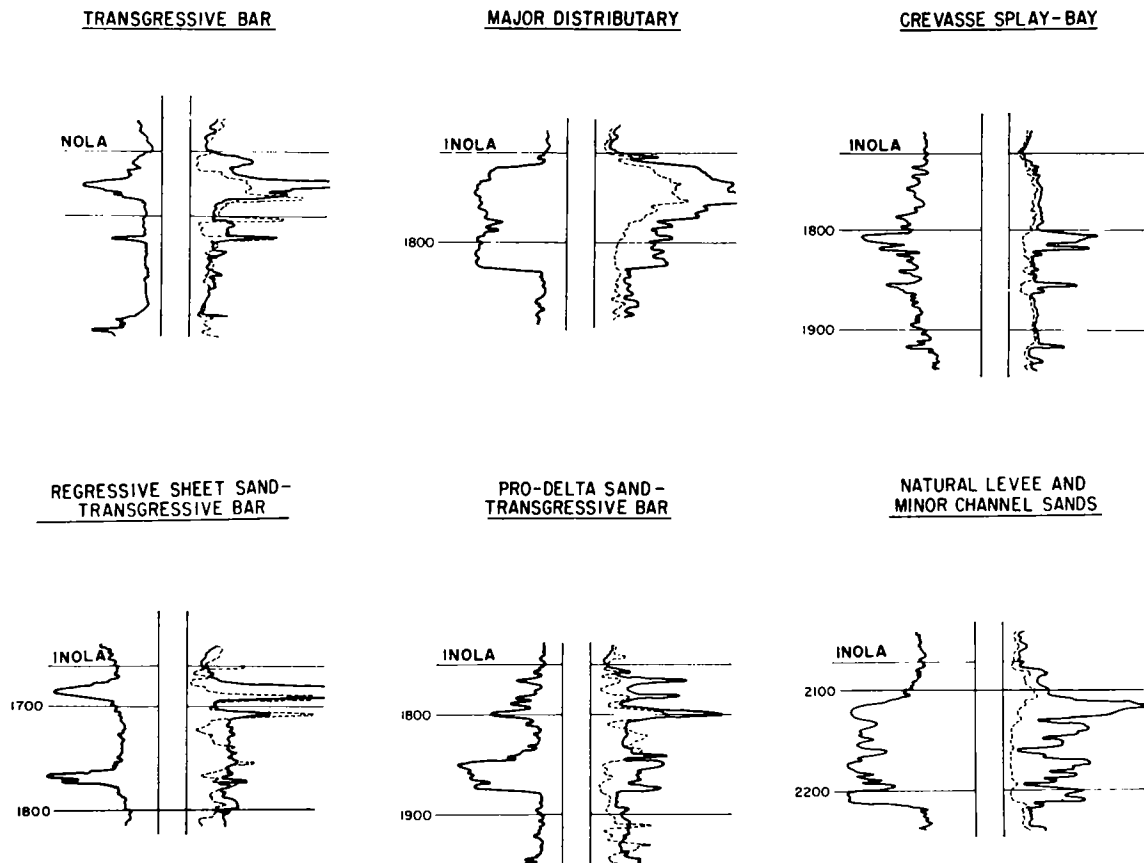 TRANSGRESSIVE BAR
NOLA
MAJOR DISTRIBUTARY
INOLA
1800
CREVASSE SPLAY-BAY
INOLA
1800
1900
REGRESSIVE SHEET SAND-
TRANSGRESSIVE BAR
INOLA
1700
1800
PRO-DELTA SAND-
TRANSGRESSIVE BAR
INOLA
1800
1900
NATURAL LEVEE AND
MINOR CHANNEL SANDS
INOLA
2100
2200